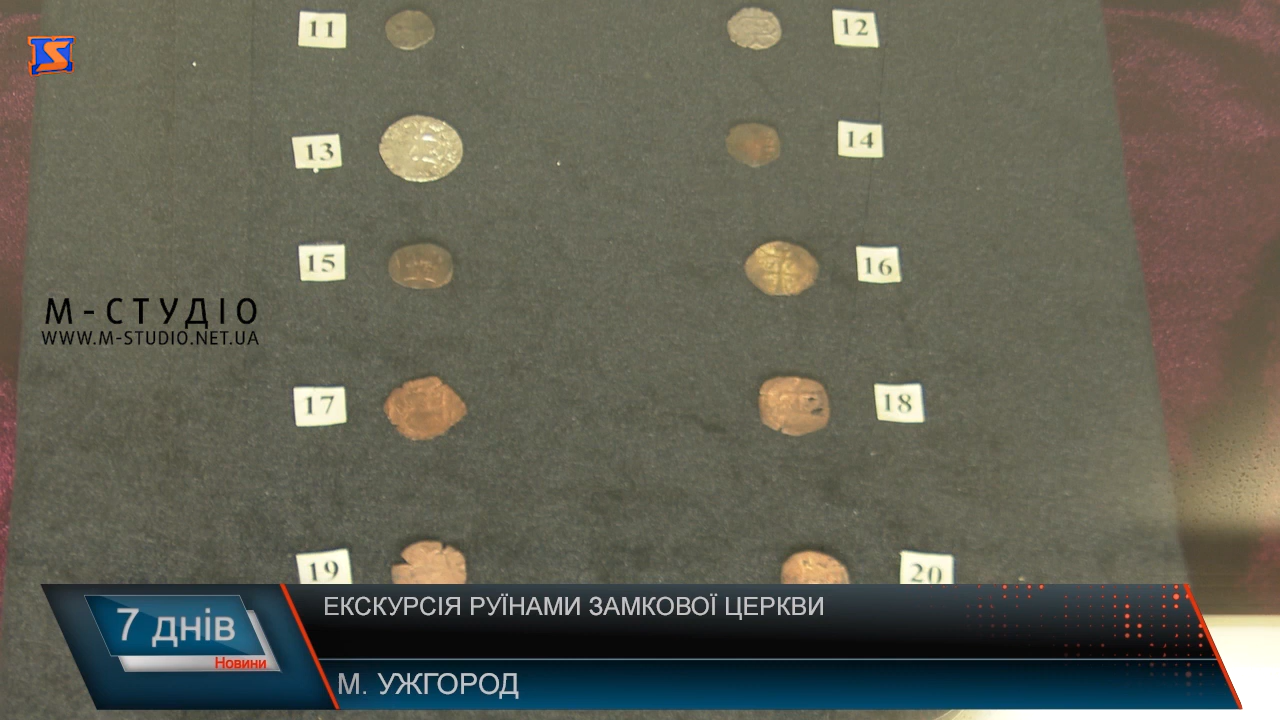 11
12
13
14
15
16
М-СТУДІО
WWW.M-STUDIO.NET.UA
17
18
19
20
7 днів
Новини
ЕКСКУРСІЯ РУЇНАМИ ЗАМКОВОЇ ЦЕРКВИ
М. УЖГОРОД